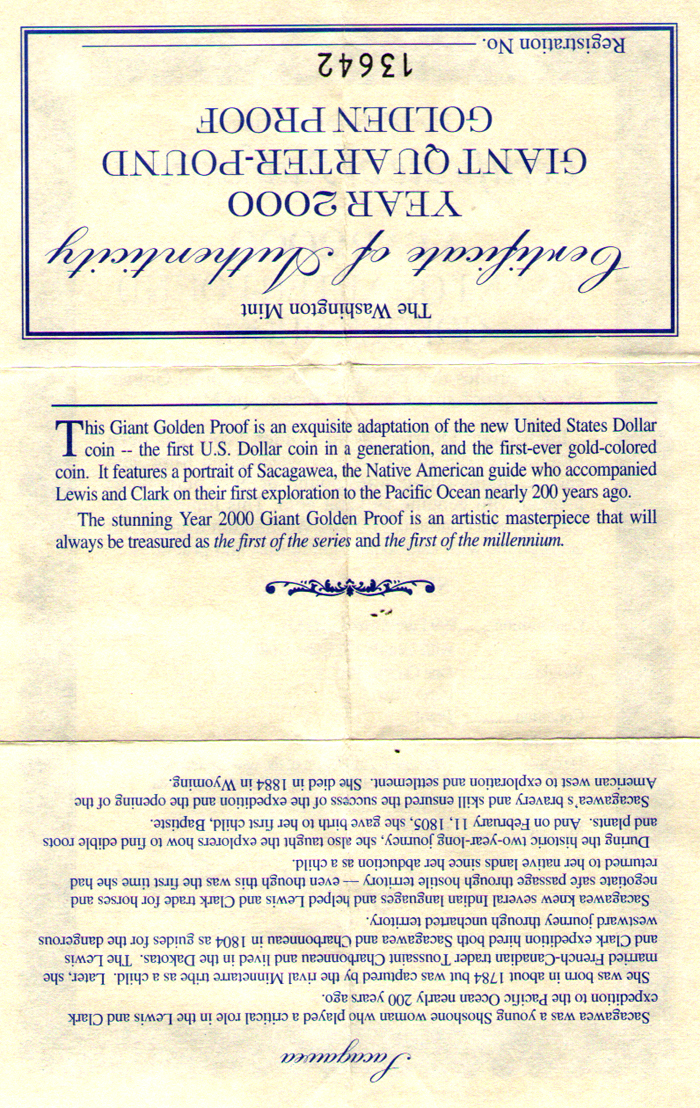 The Washington Mint
Certificate of Authenticity
YEAR 2000
GIANT QUARTER-POUND
GOLDEN PROOF
13642
Registration No.
This Giant Golden Proof is an exquisite adaptation of the new United States Dollar
coin -- the first U.S. Dollar coin in a generation, and the first-ever gold-colored
coin. It features a portrait of Sacagawea, the Native American guide who accompanied
Lewis and Clark on their first exploration to the Pacific Ocean nearly 200 years ago.
The stunning Year 2000 Giant Golden Proof is an artistic masterpiece that will
always be treasured as the first of the series and the first of the millennium.
Sacagawea
Sacagawea was a young Shoshone woman who played a critical role in the Lewis and Clark
expedition to the Pacific Ocean nearly 200 years ago.
She was born in about 1784 but was captured by the rival Minnetarre tribe as a child. Later, she
married French-Canadian trader Toussaint Charbonneau and lived in the Dakotas. The Lewis
and Clark expedition hired both Sacagawea and Charbonneau in 1804 as guides for the dangerous
westward journey through uncharted territory.
Sacagawea knew several Indian languages and helped Lewis and Clark trade for horses and
negotiate safe passage through hostile territory -- even though this was the first time she had
returned to her native lands since her abduction as a child.
During the historic two-year-long journey, she also taught the explorers how to find edible roots
and plants. And on February 11, 1805, she gave birth to her first child, Baptiste.
Sacagawea's bravery and skill ensured the success of the expedition and the opening of the
American west to exploration and settlement. She died in 1884 in Wyoming.